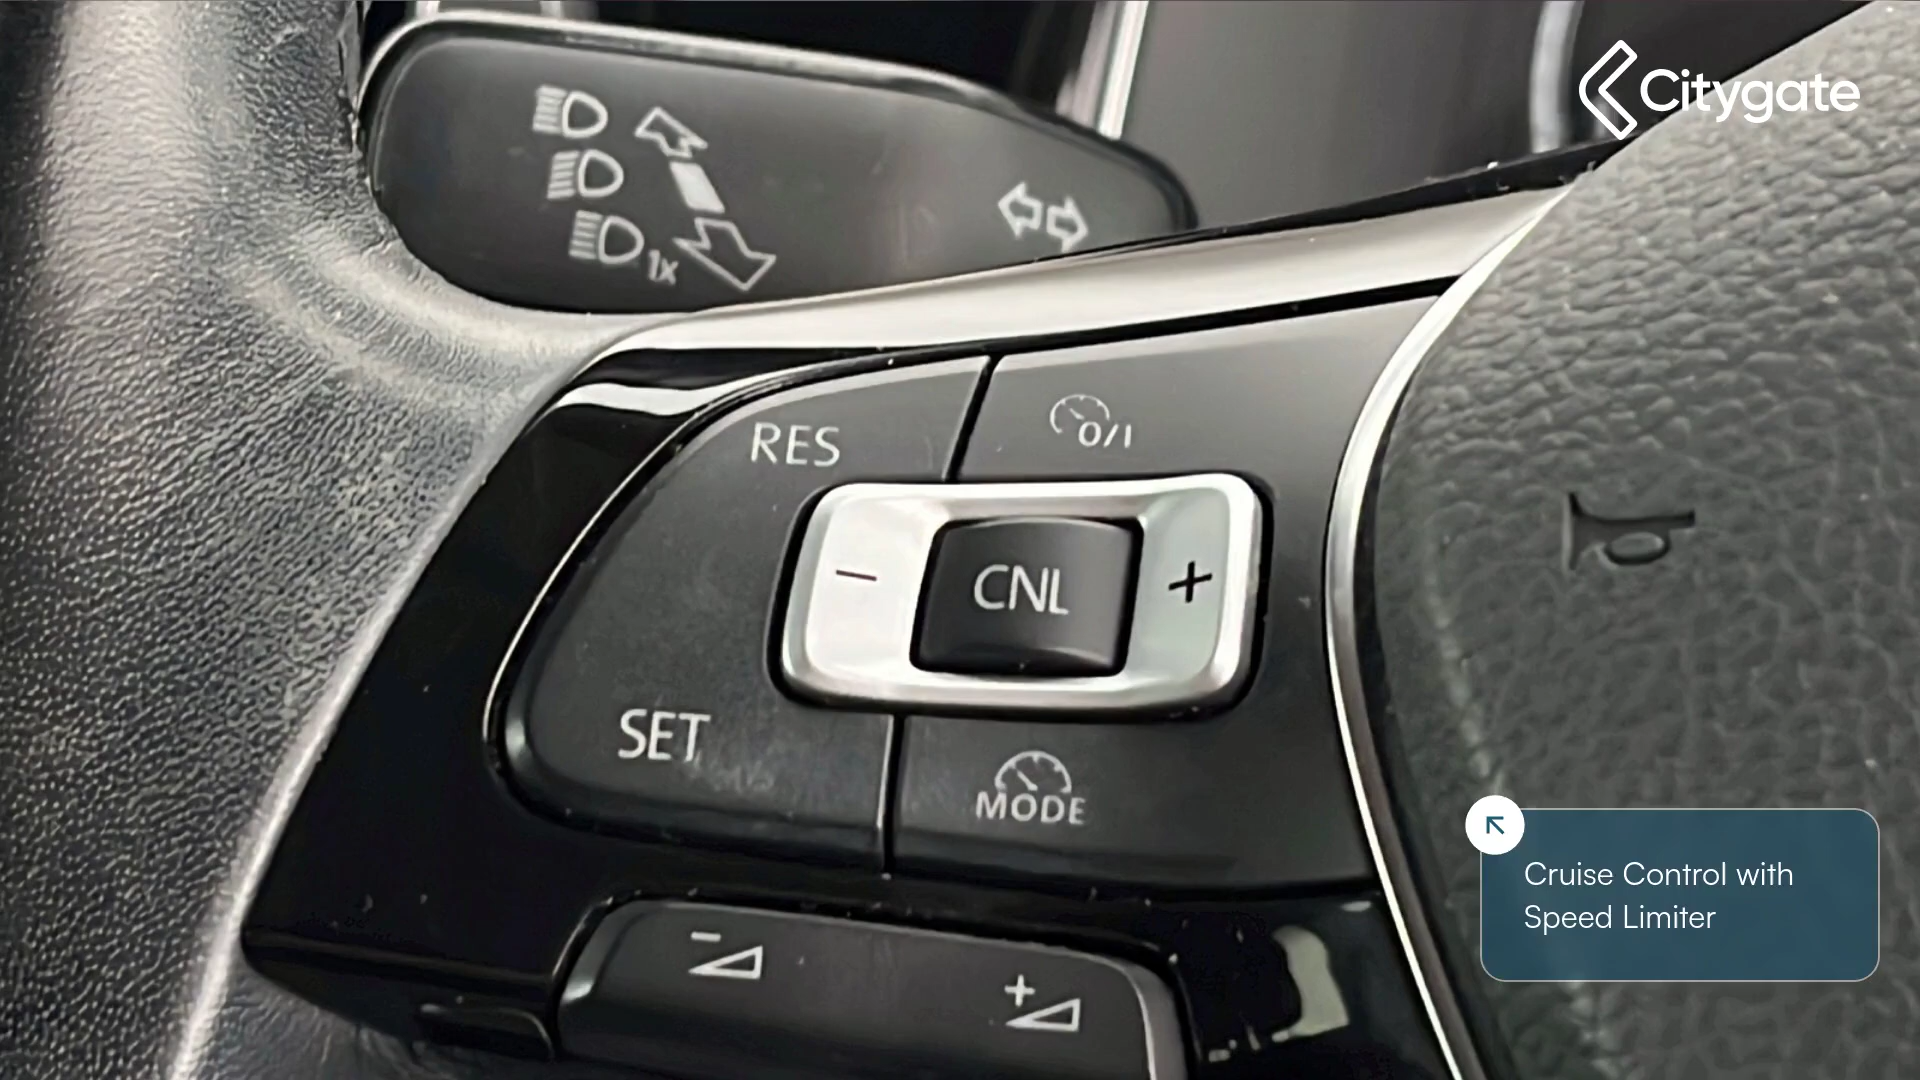 Citygate
1x
RES
0/I
− CNL +
SET
MODE
−
+
Cruise Control with
Speed Limiter